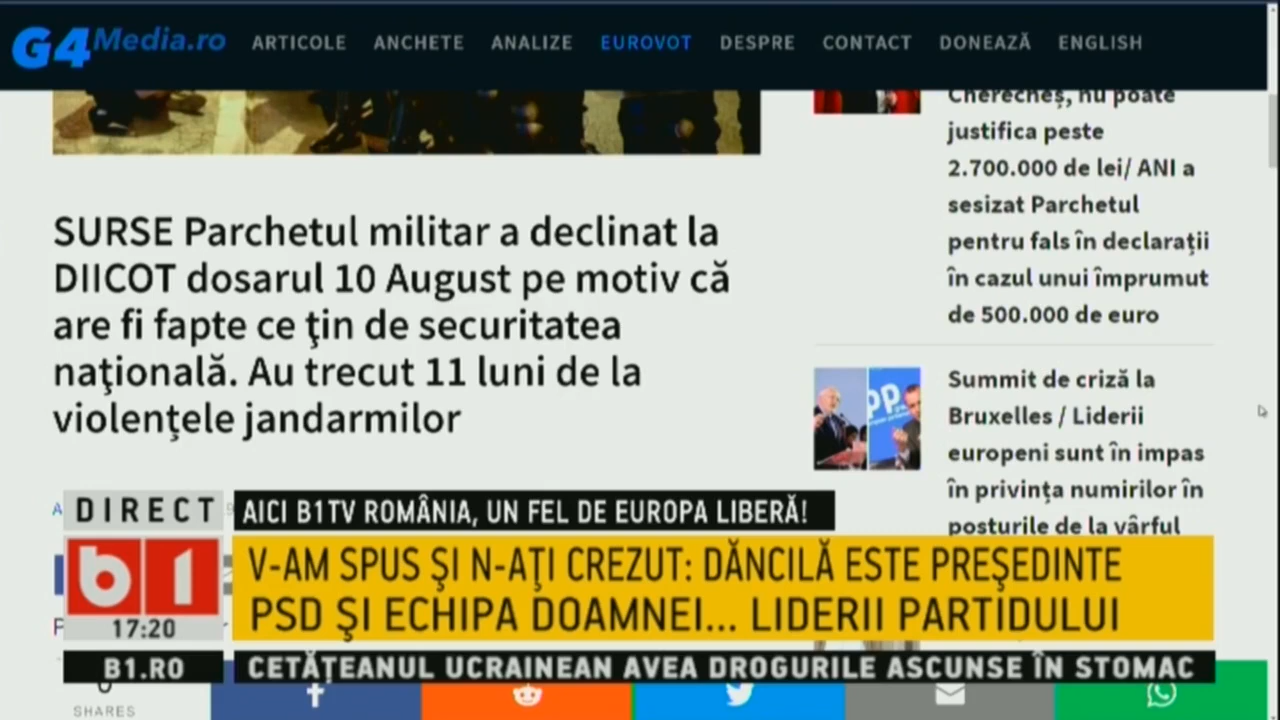 G4Media.ro ARTICOLE ANCHETE ANALIZE EUROVOT DESPRE CONTACT DONEAZĂ ENGLISH
SURSE Parchetul militar a declinat la
DIICOT dosarul 10 August pe motiv că
are fi fapte ce ţin de securitatea
naţională. Au trecut 11 luni de la
violențele jandarmilor
Cherecheș, nu poate
justifica peste
2.700.000 de lei/ ANI a
sesizat Parchetul
pentru fals în declarații
în cazul unui împrumut
de 500.000 de euro
Summit de criză la
Bruxelles / Liderii
europeni sunt în impas
în privința numirilor în
posturile de la vârful
DIRECT
AICI B1TV ROMÂNIA, UN FEL DE EUROPA LIBERĂ!
b1
17:20
V-AM SPUS ŞI N-AŢI CREZUT: DĂNCILĂ ESTE PREŞEDINTE
PSD ŞI ECHIPA DOAMNEI... LIDERII PARTIDULUI
B1.RO
CETĂŢEANUL UCRAINEAN AVEA DROGURILE ASCUNSE ÎN STOMAC
SHARES